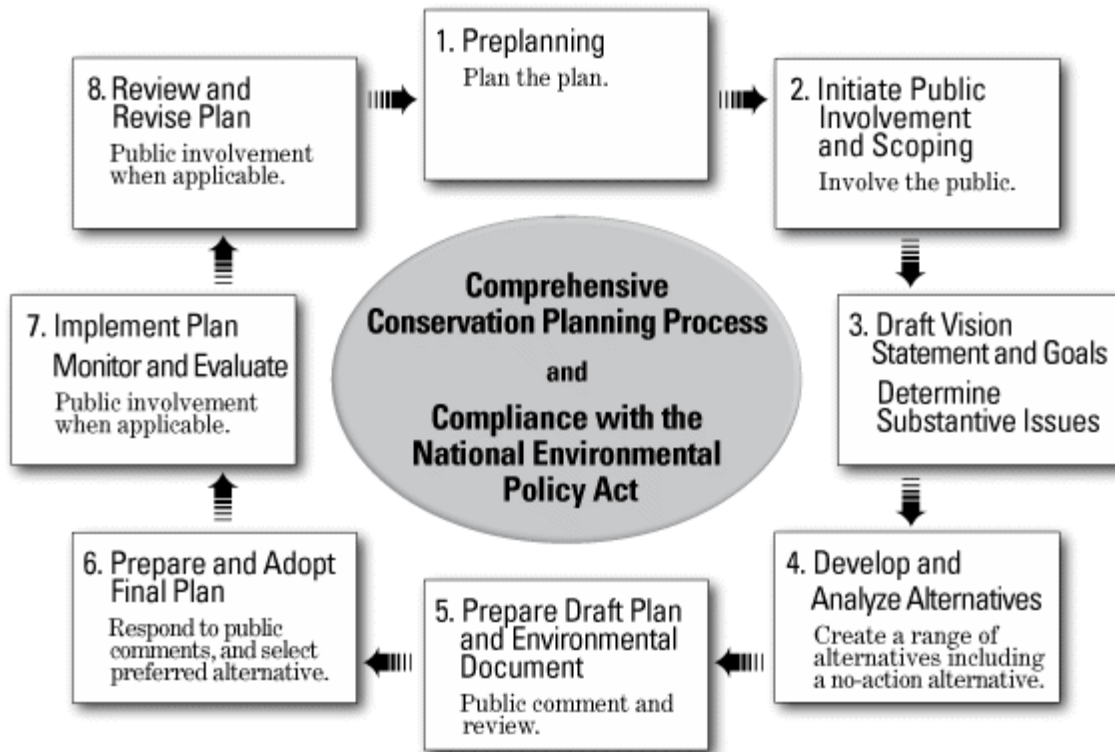 1. Preplanning
Plan the plan.
2. Initiate Public
Involvement
and Scoping
Involve the public.
3. Draft Vision
Statement and Goals
Determine
Substantive Issues
4. Develop and
Analyze Alternatives
Create a range of
alternatives including
a no-action alternative.
5. Prepare Draft Plan
and Environmental
Document
Public comment and
review.
6. Prepare and Adopt
Final Plan
Respond to public
comments, and select
preferred alternative.
7. Implement Plan
Monitor and Evaluate
Public involvement
when applicable.
8. Review and
Revise Plan
Public involvement
when applicable.
Comprehensive
Conservation Planning Process
and
Compliance with the
National Environmental
Policy Act